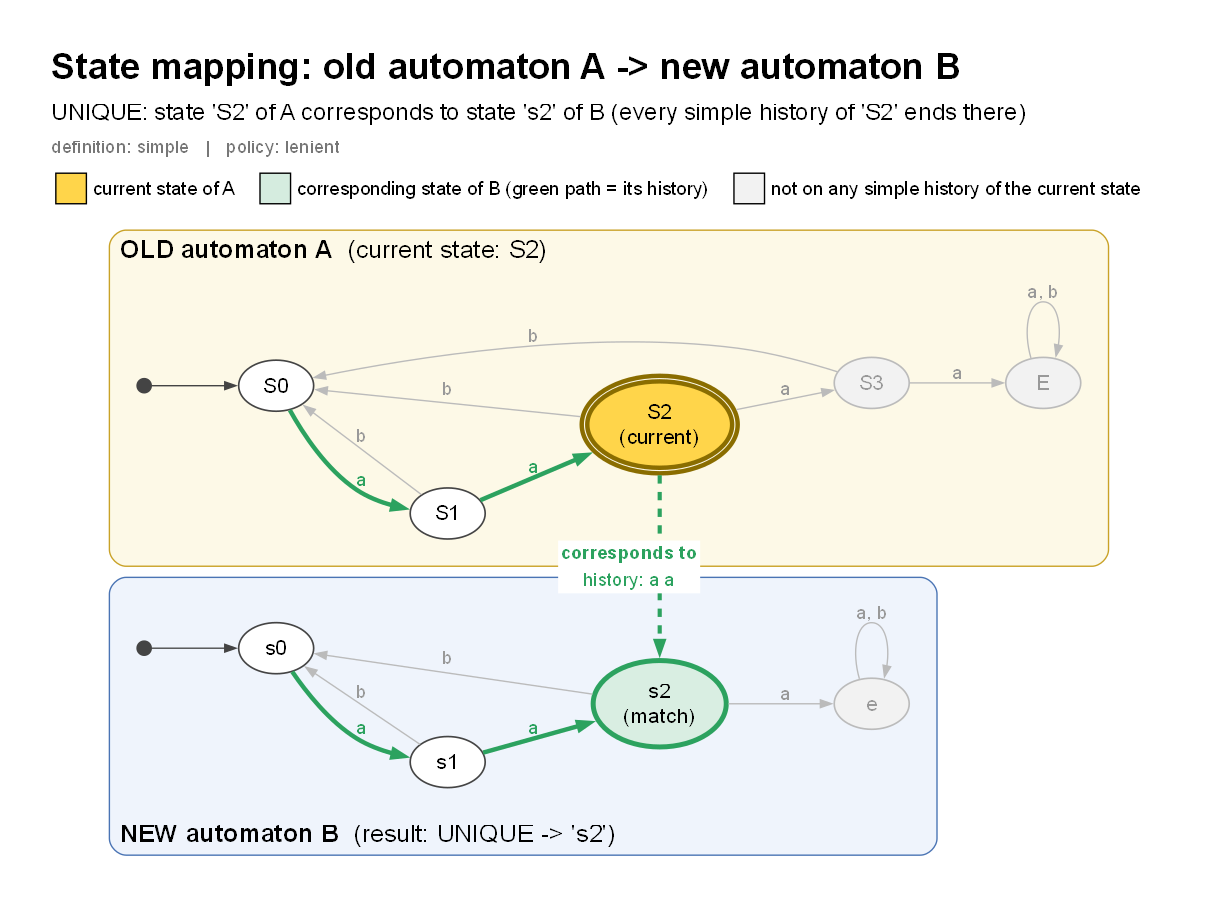 State mapping: old automaton A -> new automaton B
UNIQUE: state 'S2' of A corresponds to state 's2' of B (every simple history of 'S2' ends there)
definition: simple | policy: lenient
current state of A
corresponding state of B (green path = its history)
not on any simple history of the current state
OLD automaton A (current state: S2)
a, b
b
S0
b
b
a
a
S1
S2
(current)
a
S3
a
E
corresponds to
history: a a
a, b
s0
b
b
a
a
s1
s2
(match)
a
e
NEW automaton B (result: UNIQUE -> 's2')